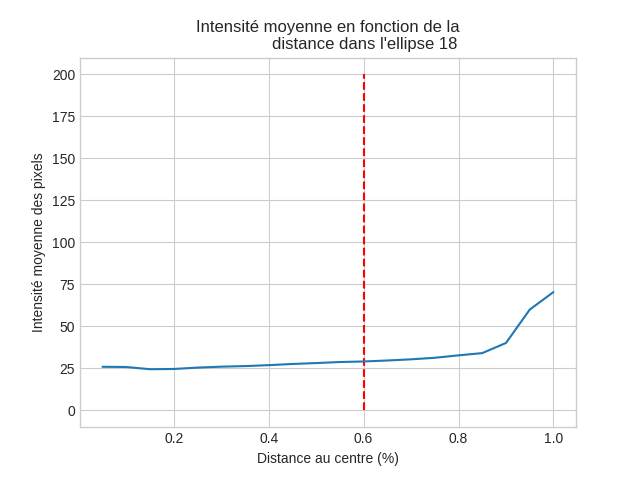 Intensité moyenne en fonction de la
distance dans l'ellipse 18
200
175
150
125
100
75
50
25
0
Intensité moyenne des pixels
0.2 0.4 0.6 0.8 1.0
Distance au centre (%)